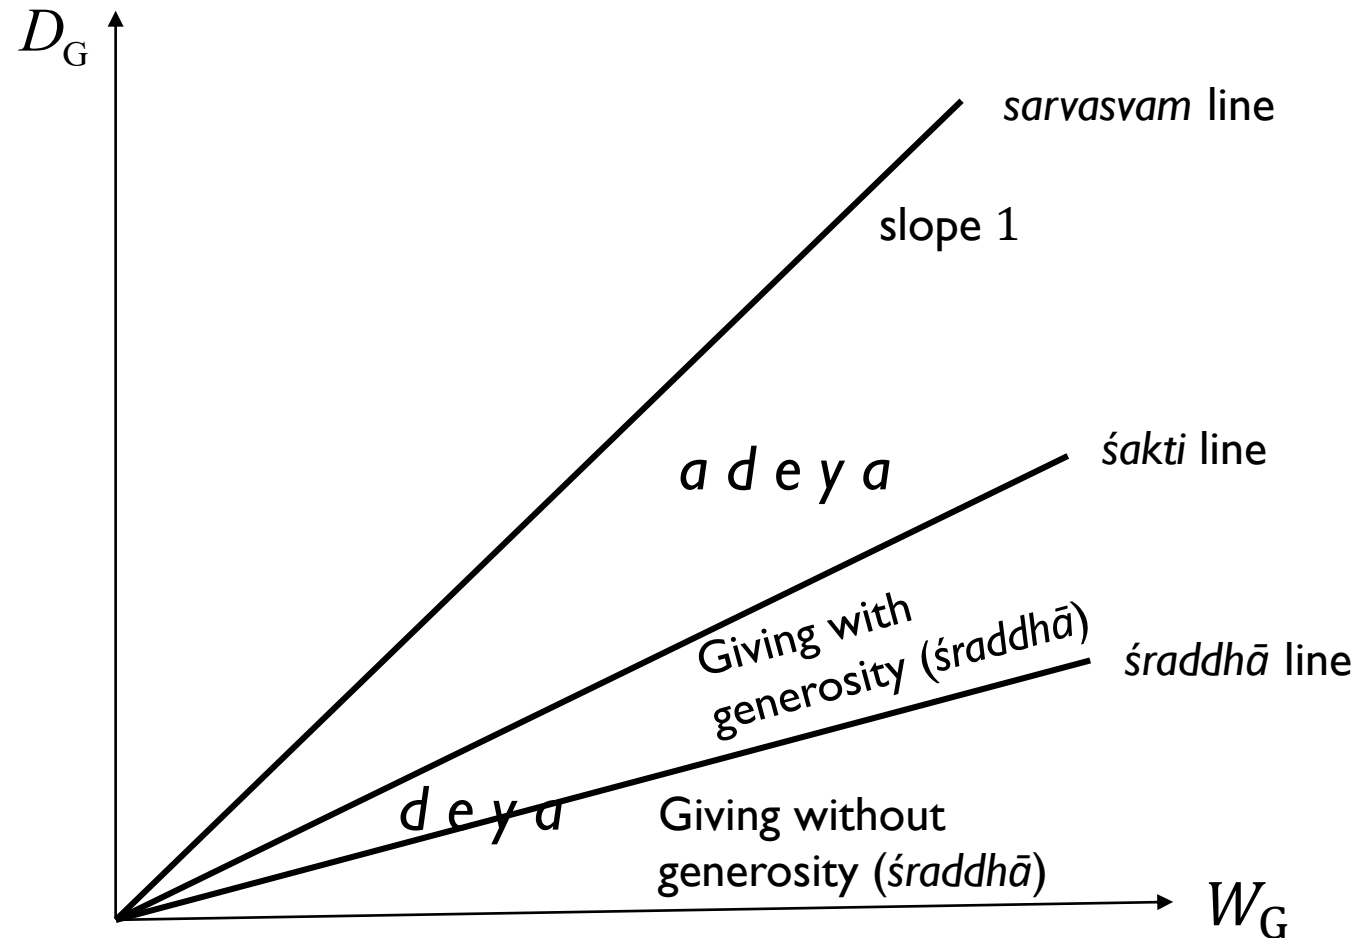 D_G
sarvasvam line
slope 1
śakti line
a d e y a
Giving with
generosity (śraddhā)
śraddhā line
d e y a
Giving without
generosity (śraddhā)
W_G